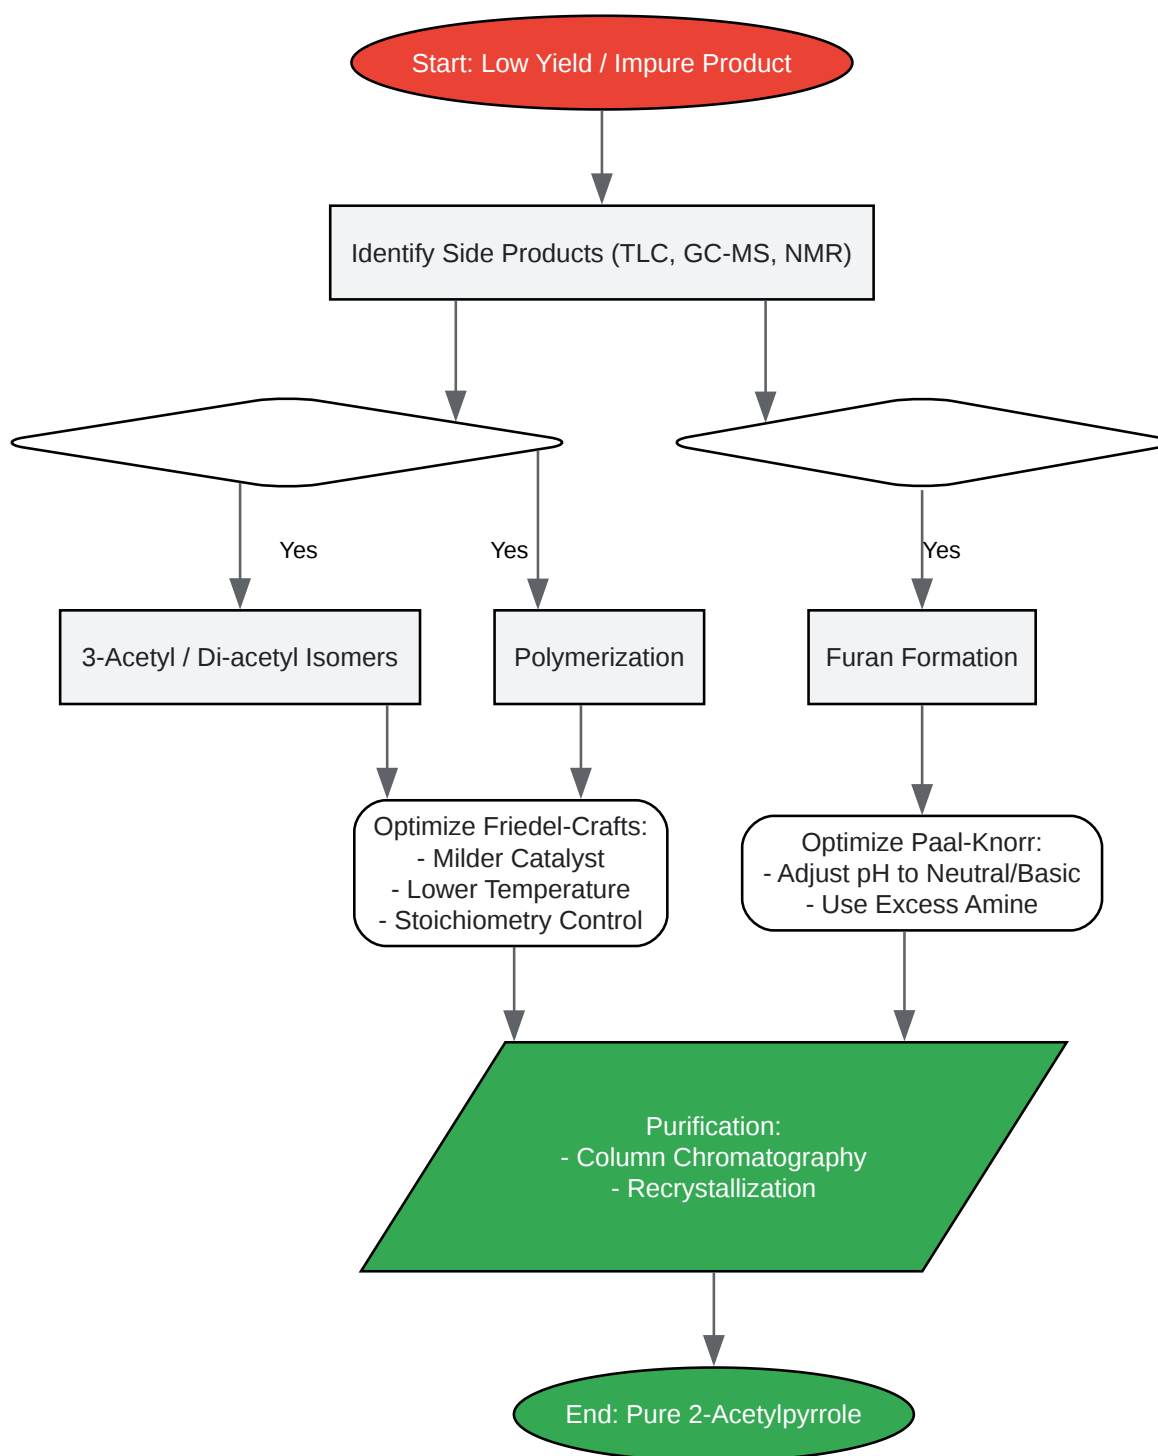 Start: Low Yield / Impure Product
Identify Side Products (TLC, GC-MS, NMR)
Yes
Yes
Yes
3-Acetyl / Di-acetyl Isomers
Polymerization
Furan Formation
Optimize Friedel-Crafts:
- Milder Catalyst
- Lower Temperature
- Stoichiometry Control
Optimize Paal-Knorr:
- Adjust pH to Neutral/Basic
- Use Excess Amine
Purification:
- Column Chromatography
- Recrystallization
End: Pure 2-Acetylpyrrole